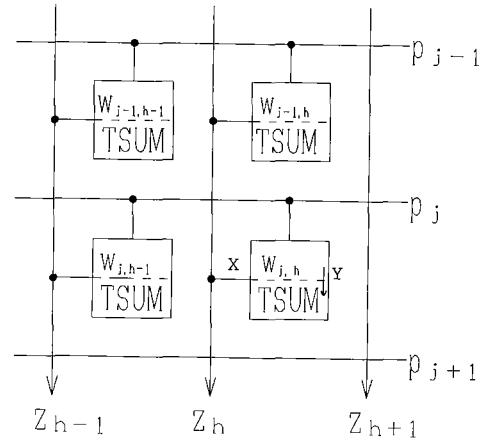 p j-1
W j-1,h-1 W j-1,h
TSUM TSUM
p j
W j,h-1 X W j,h Y
TSUM TSUM
p j+1
Z h-1 Z h Z h+1